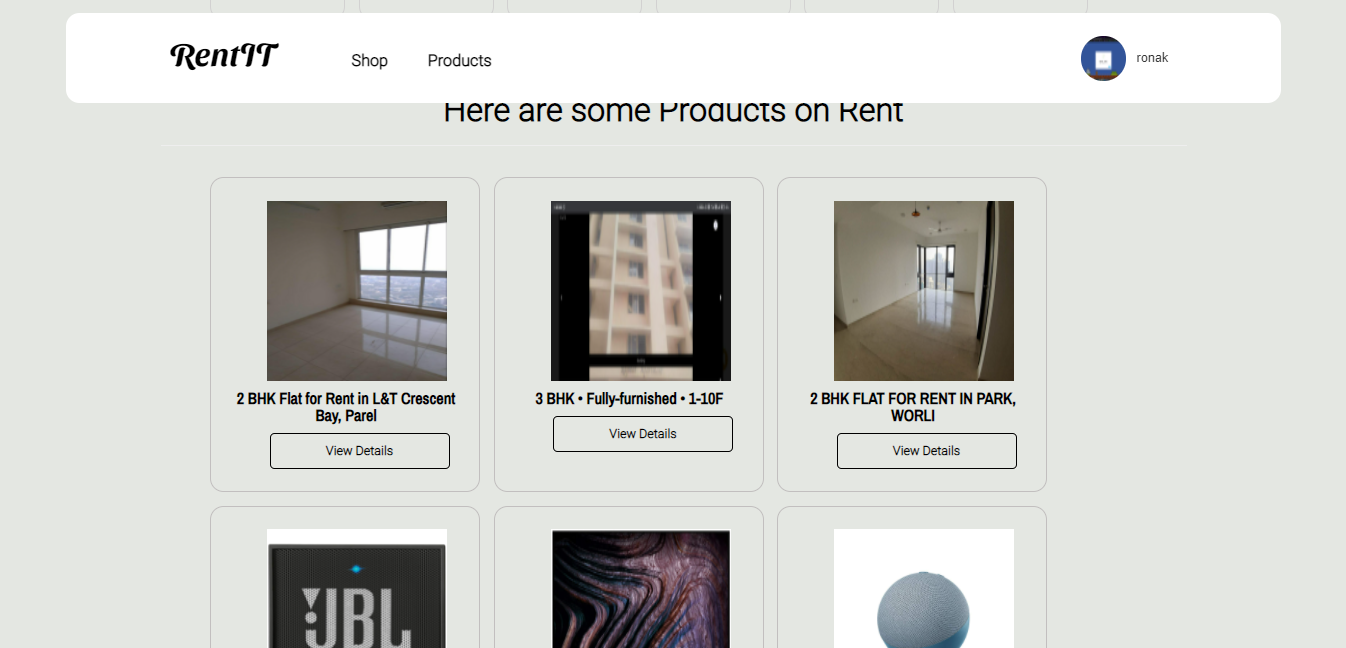 RentIT
Shop
Products
ronak
Here are some Products on Rent
2 BHK Flat for Rent in L&T Crescent
Bay, Parel
View Details
3 BHK • Fully-furnished • 1-10F
View Details
2 BHK FLAT FOR RENT IN PARK,
WORLI
View Details
JBL